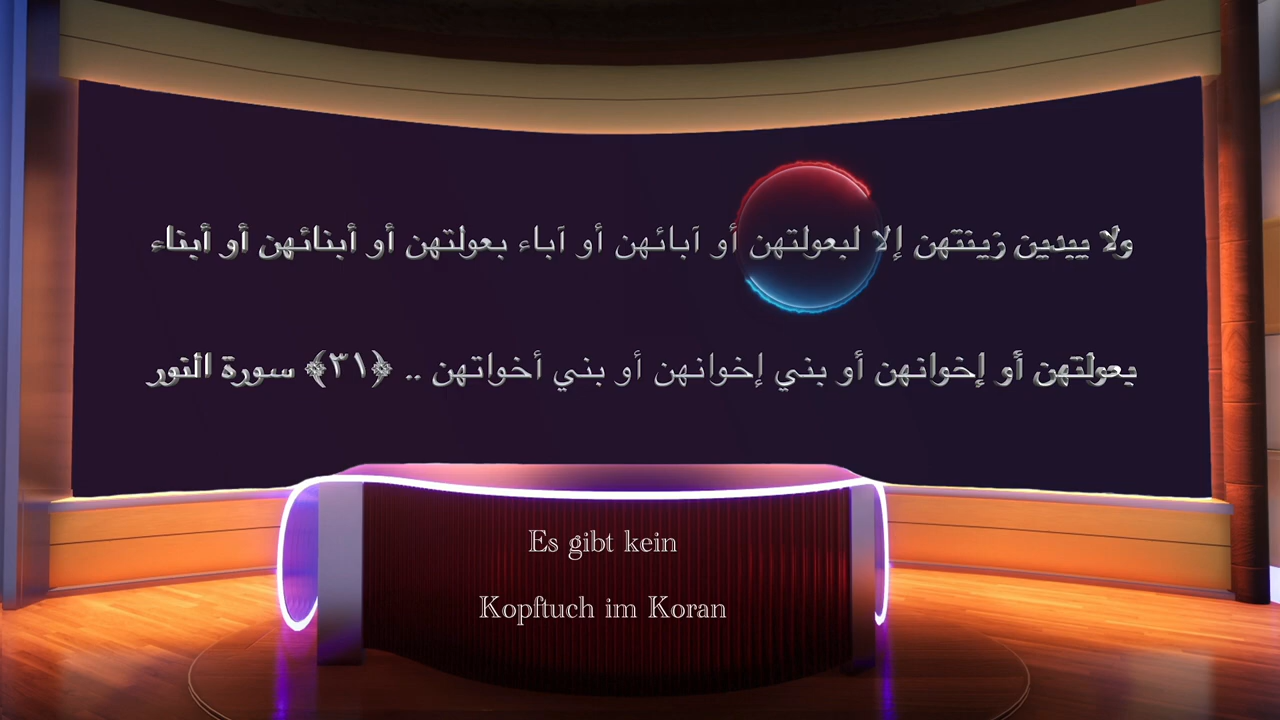 ولا يبدين زينتهن إلا لبعولتهن أو آبائهن أو آباء بعولتهن أو أبنائهن أو أبناء
بعولتهن أو إخوانهن أو بني إخوانهن أو بني أخواتهن .. ﴿٣١﴾ سورة النور
Es gibt kein
Kopftuch im Koran